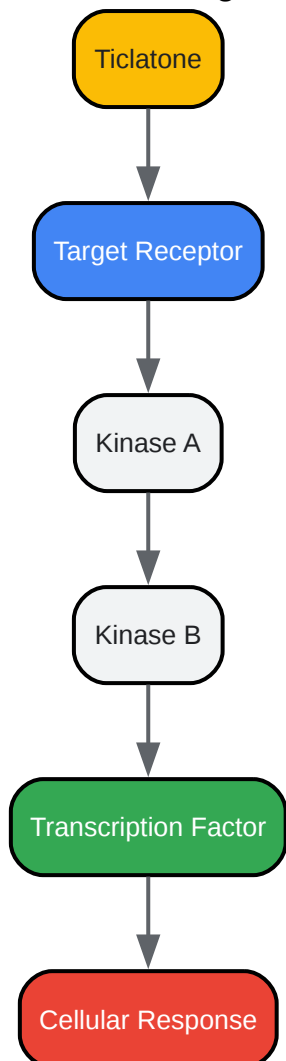 Ticlatone
Target Receptor
Kinase A
Kinase B
Transcription Factor
Cellular Response